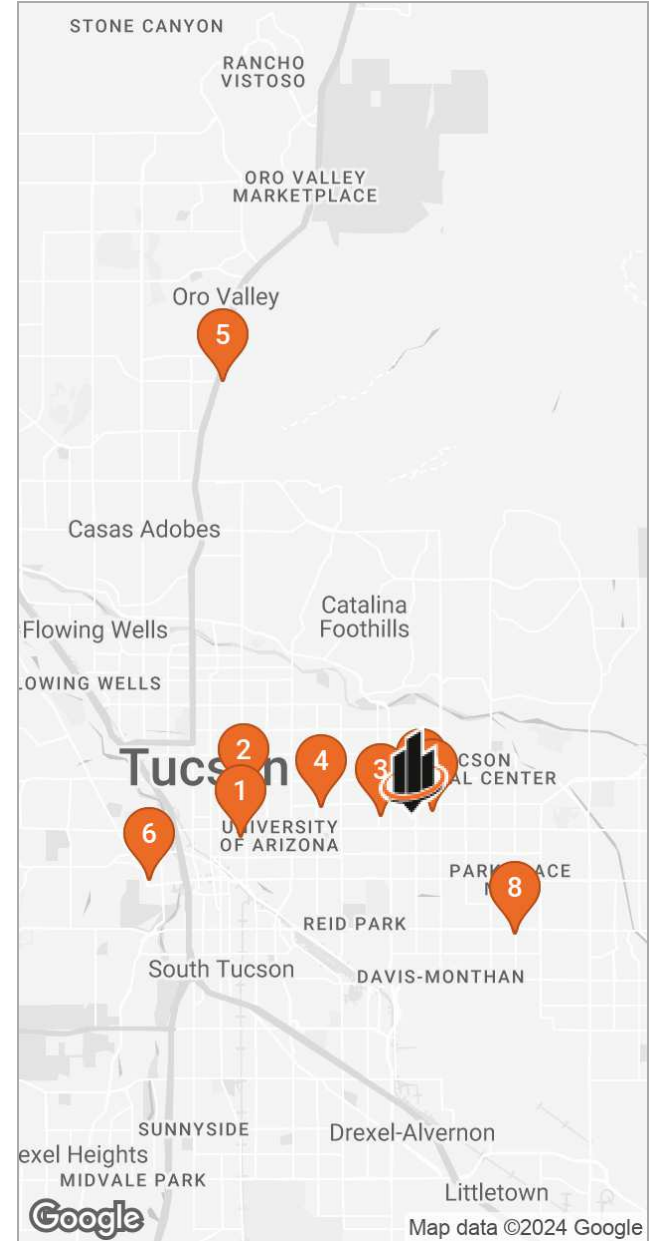 STONE CANYON
RANCHO
VISTOSO
ORO VALLEY
MARKETPLACE
Oro Valley
5
Casas Adobes
Catalina
Foothills
Flowing Wells
LOWING WELLS
2
4
3
Tucson
CSON
AL CENTER
1
UNIVERSITY
OF ARIZONA
6
PARK ACE
M
8
REID PARK
South Tucson
DAVIS-MONTHAN
SUNNYSIDE
Drexel-Alvernon
exel Heights
MIDVALE PARK
Littletown
Google
Map data ©2024 Google